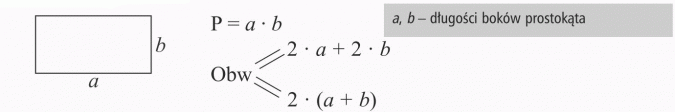 a
b
P = a · b
Obw
2 · a + 2 · b
2 · (a + b)
a, b – długości boków prostokąta